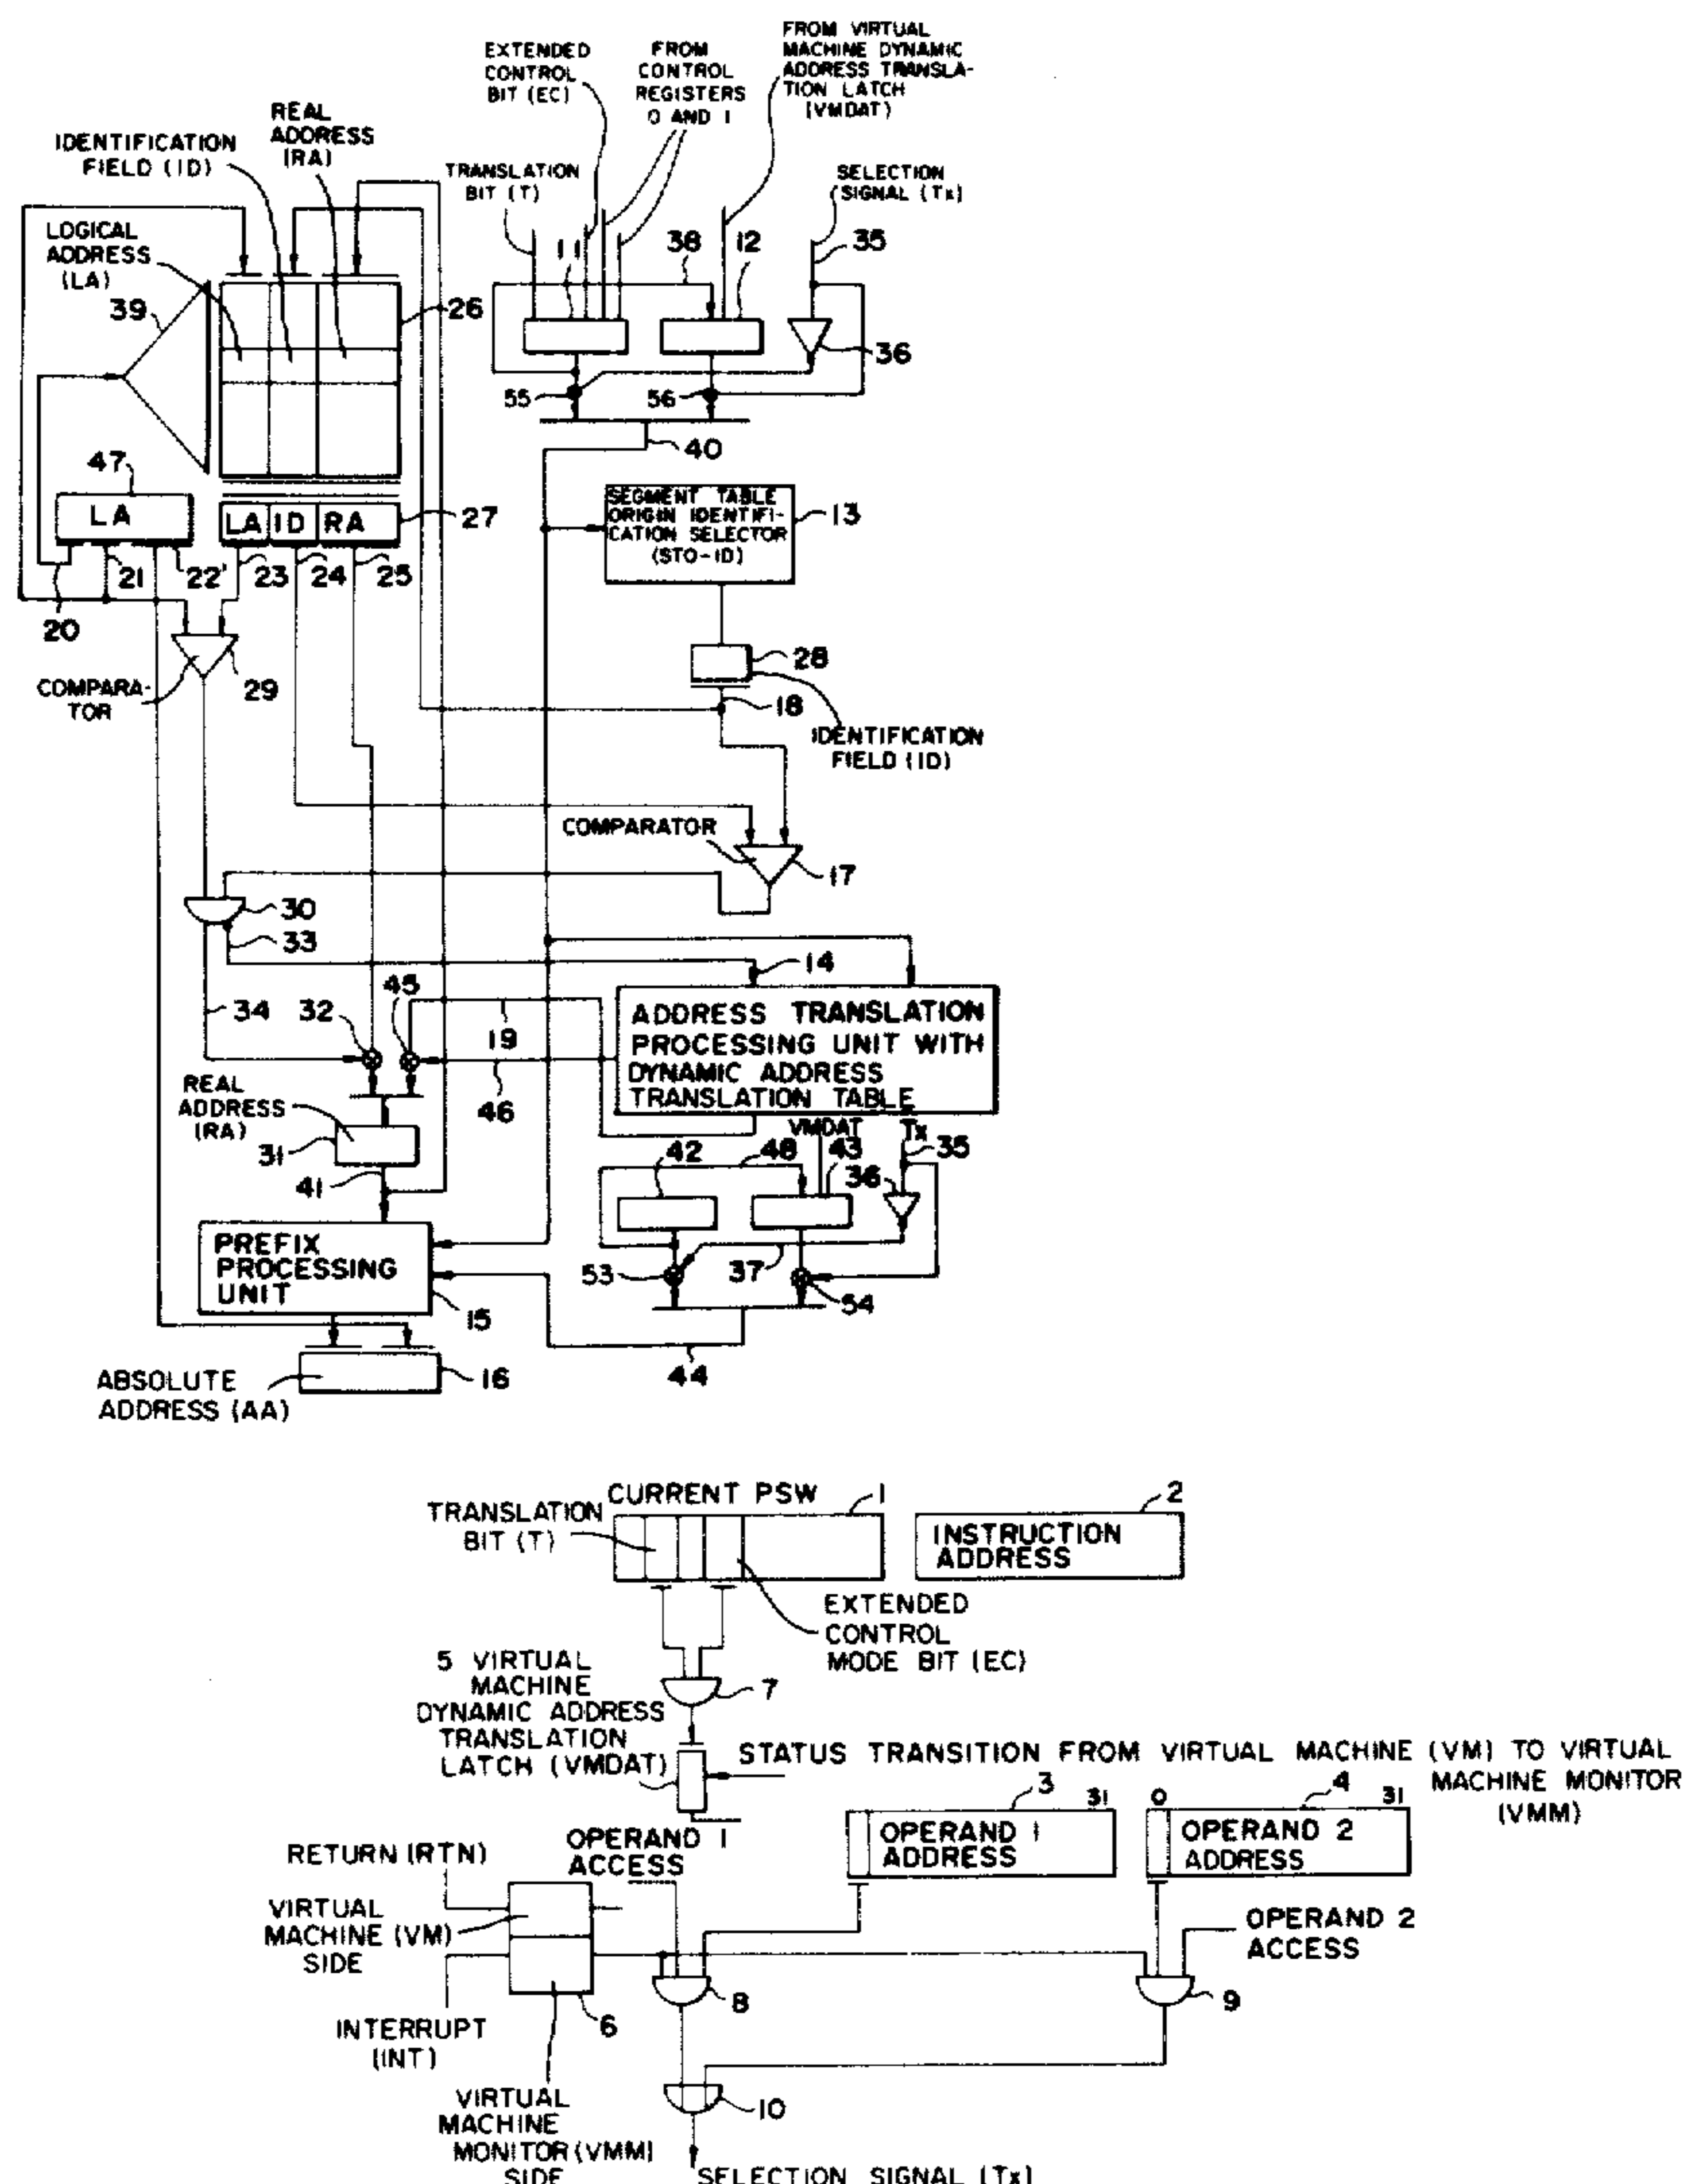 FROM VIRTUAL
MACHINE DYNAMIC
ADDRESS TRANSLA-
TION LATCH
(VMDAT)
EXTENDED
CONTROL
BIT (EC)
FROM
CONTROL
REGISTERS
0 AND 1
REAL
ADDRESS
(RA)
IDENTIFICATION
FIELD (ID)
TRANSLATION
BIT (T)
SELECTION
SIGNAL (Tx)
LOGICAL
ADDRESS
(LA)
11
38
12
35
39
26
36
55
56
40
47
LA
LA
ID
RA
27
SEGMENT TABLE
ORIGIN IDENTIFI-
CATION SELECTOR
(STO-ID)
13
21
22'
23
24
25
20
28
COMPARA-
TOR
29
18
IDENTIFICATION
FIELD (ID)
COMPARATOR
17
30
33
14
45
34
32
19
ADDRESS TRANSLATION
PROCESSING UNIT WITH
DYNAMIC ADDRESS
TRANSLATION TABLE
REAL
ADDRESS
(RA)
46
VMDAT
Tx
31
42
48
43
35
36
41
PREFIX
PROCESSING
UNIT
53
37
54
15
44
ABSOLUTE
ADDRESS (AA)
16
CURRENT PSW
1
2
TRANSLATION
BIT (T)
INSTRUCTION
ADDRESS
EXTENDED
CONTROL
MODE BIT (EC)
5 VIRTUAL
MACHINE
DYNAMIC ADDRESS
TRANSLATION
LATCH (VMDAT)
7
STATUS TRANSITION FROM VIRTUAL MACHINE (VM) TO VIRTUAL
MACHINE MONITOR
(VMM)
3
31
0
4
31
OPERAND 1
ACCESS
OPERAND 1
ADDRESS
OPERAND 2
ADDRESS
RETURN (RTN)
VIRTUAL
MACHINE (VM)
SIDE
OPERAND 2
ACCESS
8
9
6
INTERRUPT
(INT)
VIRTUAL
MACHINE
MONITOR (VMM)
SIDE
10
SELECTION SIGNAL (Tx)